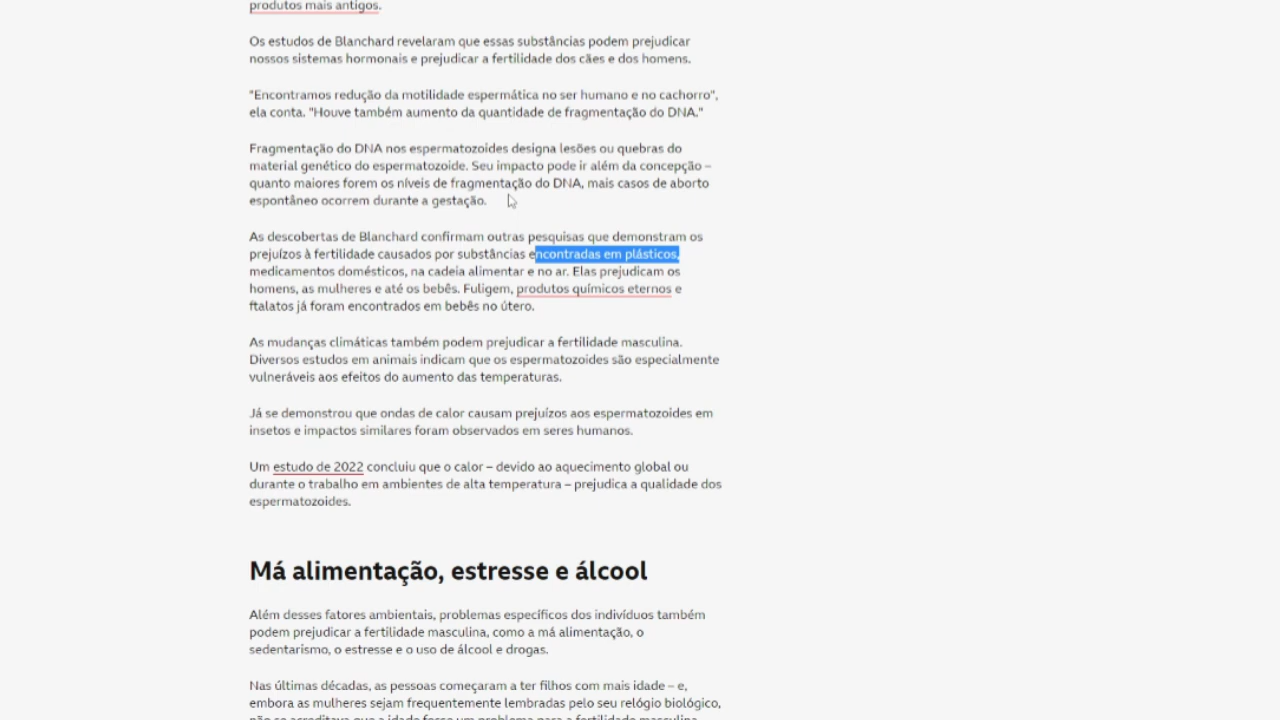 produtos mais antigos.
Os estudos de Blanchard revelaram que essas substâncias podem prejudicar
nossos sistemas hormonais e prejudicar a fertilidade dos cães e dos homens.
"Encontramos redução da motilidade espermática no ser humano e no cachorro",
ela conta. "Houve também aumento da quantidade de fragmentação do DNA."
Fragmentação do DNA nos espermatozoides designa lesões ou quebras do
material genético do espermatozoide. Seu impacto pode ir além da concepção –
quanto maiores forem os níveis de fragmentação do DNA, mais casos de aborto
espontâneo ocorrem durante a gestação.
As descobertas de Blanchard confirmam outras pesquisas que demonstram os
prejuízos à fertilidade causados por substâncias encontradas em plásticos,
medicamentos domésticos, na cadeia alimentar e no ar. Elas prejudicam os
homens, as mulheres e até os bebês. Fuligem, produtos químicos eternos e
ftalatos já foram encontrados em bebês no útero.
As mudanças climáticas também podem prejudicar a fertilidade masculina.
Diversos estudos em animais indicam que os espermatozoides são especialmente
vulneráveis aos efeitos do aumento das temperaturas.
Já se demonstrou que ondas de calor causam prejuízos aos espermatozoides em
insetos e impactos similares foram observados em seres humanos.
Um estudo de 2022 concluiu que o calor – devido ao aquecimento global ou
durante o trabalho em ambientes de alta temperatura – prejudica a qualidade dos
espermatozoides.
Má alimentação, estresse e álcool
Além desses fatores ambientais, problemas específicos dos indivíduos também
podem prejudicar a fertilidade masculina, como a má alimentação, o
sedentarismo, o estresse e o uso de álcool e drogas.
Nas últimas décadas, as pessoas começaram a ter filhos com mais idade – e,
embora as mulheres sejam frequentemente lembradas pelo seu relógio biológico,
não se acreditava que a idade fosse um problema para a fertilidade masculina.